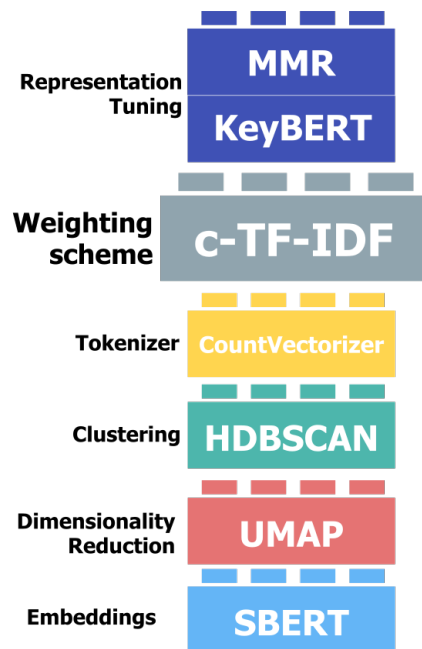 MMR
Representation
Tuning
KeyBERT
Weighting
scheme
c-TF-IDF
Tokenizer
CountVectorizer
Clustering
HDBSCAN
Dimensionality
Reduction
UMAP
Embeddings
SBERT